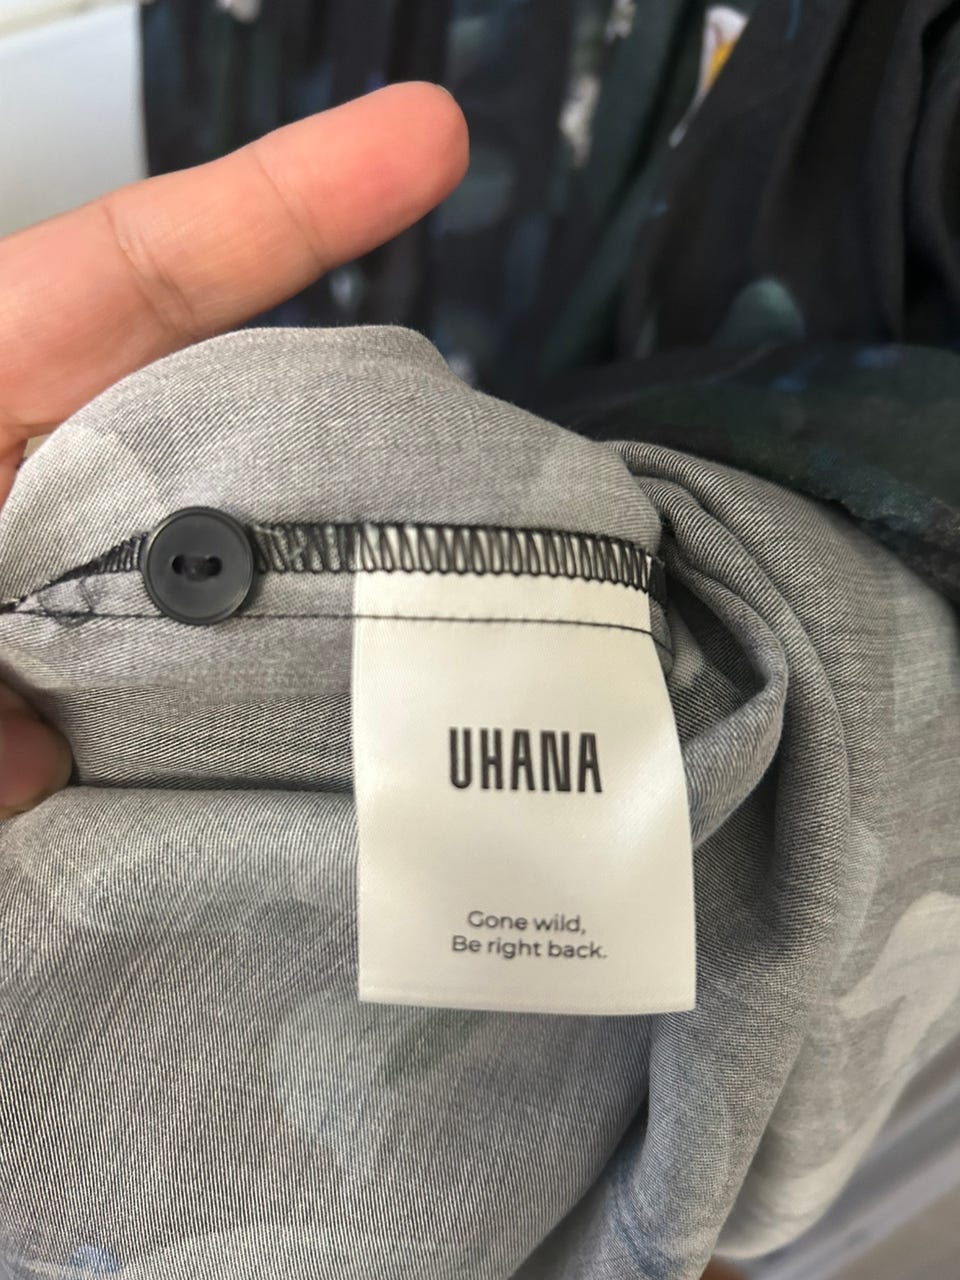 UHANA
Gone wild,
Be right back.